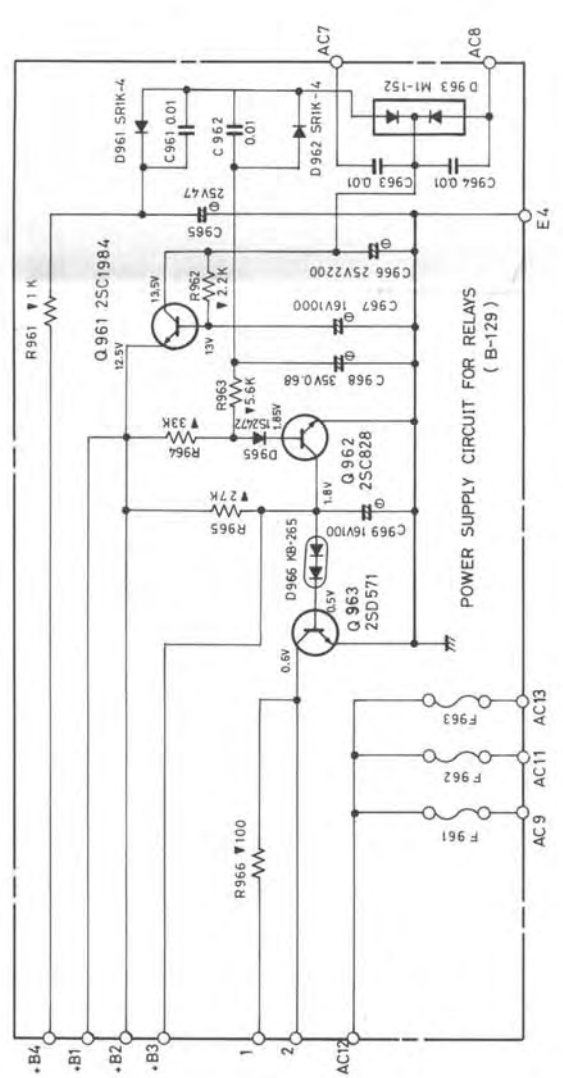 AC7
AC8
D961 SR1K-4
C961 0.01
C962
0.01
D962 SR1K-4
D963 M1-152
C963 0.01
C964 0.01
R961 ▼1K
25V47
C965
E4
Q961 2SC1984
13.5V
12.5V
13V
R962
▼2.2K
C966 25V2200
C967 16V1000
C968 35V0.68
R963
▼5.6K
R964
▼33K
D965
1S2472
1.85V
Q962
2SC828
1.8V
R965
▼27K
C969 16V100
D966 KB-265
0.5V
Q963
2SD571
0.6V
POWER SUPPLY CIRCUIT FOR RELAYS
(B-129)
R966 ▼100
F963
F962
F961
AC13
AC11
AC9
+B4
+B1
+B2
+B3
1
2
AC12